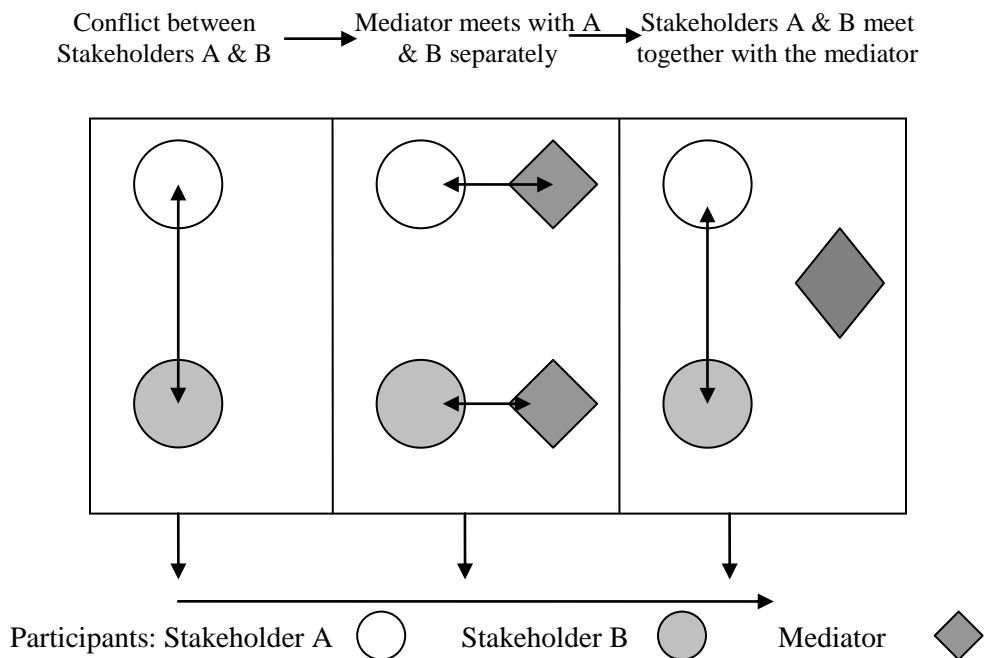 Conflict between
Stakeholders A & B
Mediator meets with A
& B separately
Stakeholders A & B meet
together with the mediator
Participants: Stakeholder A Stakeholder B Mediator